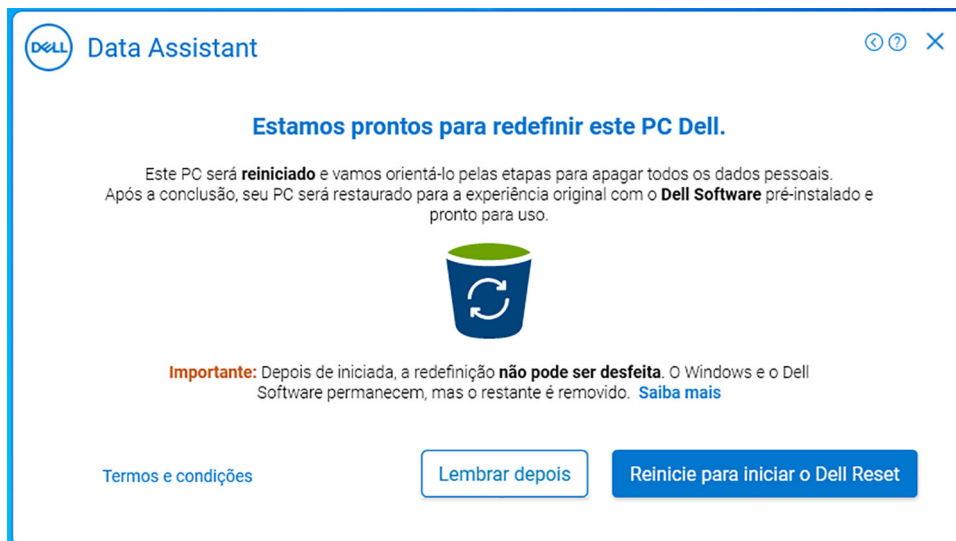 DELL Data Assistant
Estamos prontos para redefinir este PC Dell.
Este PC será reiniciado e vamos orientá-lo pelas etapas para apagar todos os dados pessoais.
Após a conclusão, seu PC será restaurado para a experiência original com o Dell Software pré-instalado e
pronto para uso.
Importante: Depois de iniciada, a redefinição não pode ser desfeita. O Windows e o Dell
Software permanecem, mas o restante é removido. Saiba mais
Termos e condições
Lembrar depois
Reinicie para iniciar o Dell Reset